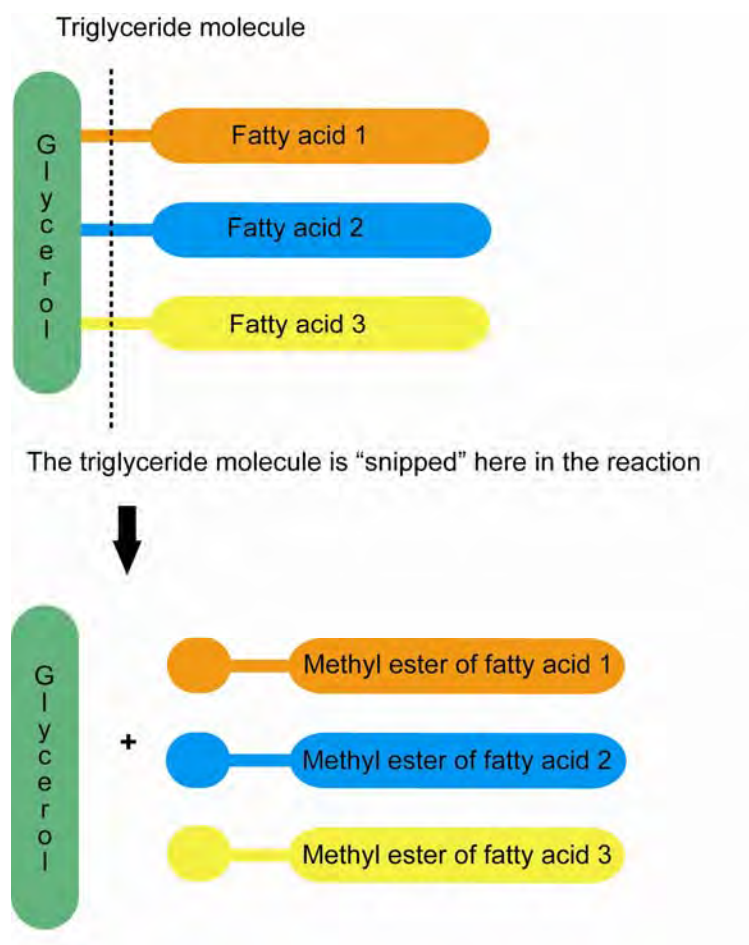 Triglyceride molecule
Glycerol
Fatty acid 1
Fatty acid 2
Fatty acid 3
The triglyceride molecule is “snipped” here in the reaction
Glycerol
+
Methyl ester of fatty acid 1
Methyl ester of fatty acid 2
Methyl ester of fatty acid 3